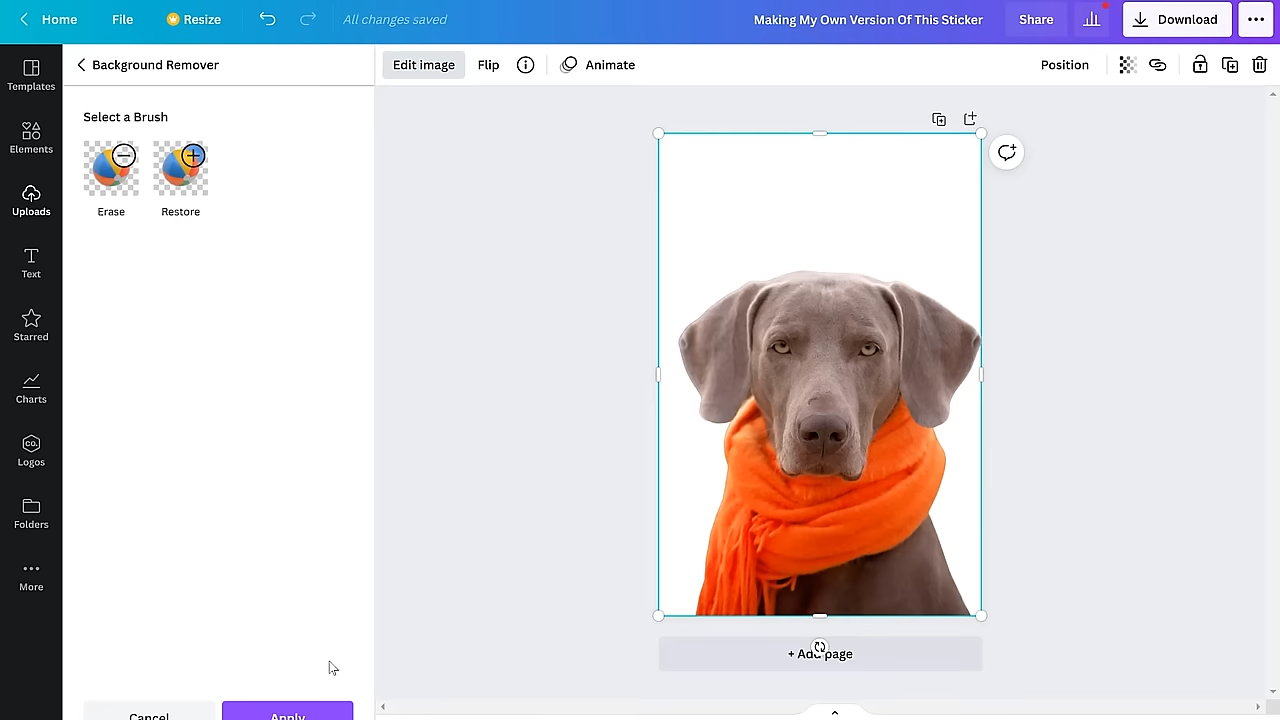 Home File Resize All changes saved Making My Own Version Of This Sticker Share Download
Background Remover Edit image Flip Animate Position
Templates
Elements
Uploads
Text
Starred
Charts
CO.
Logos
Folders
More
Select a Brush
Erase Restore
+ Add page
Cancel Apply